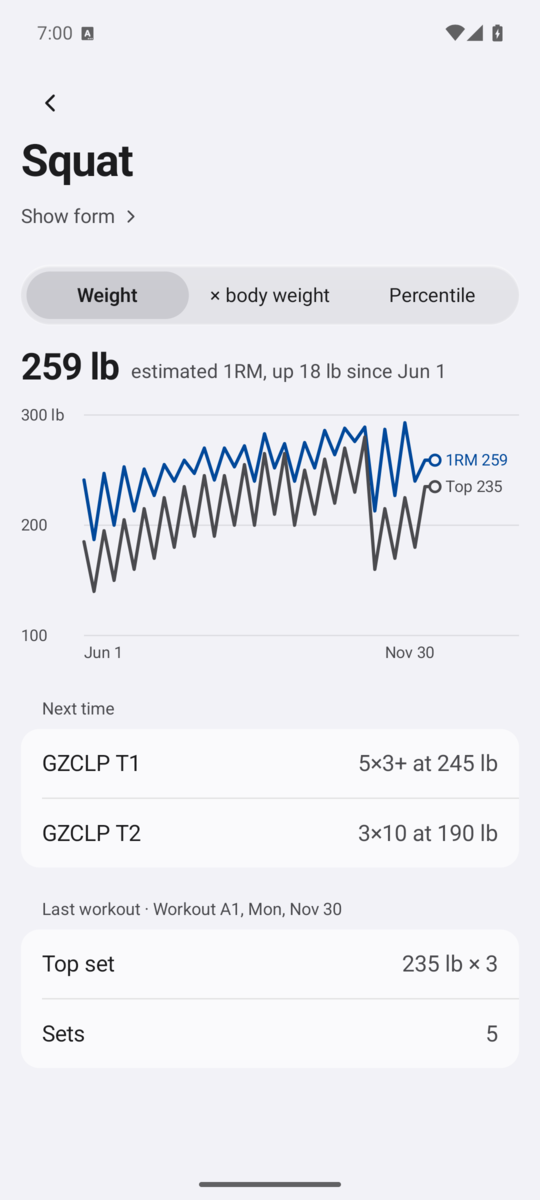 7:00 A
Squat
Show form
Weight × body weight Percentile
259 lb estimated 1RM, up 18 lb since Jun 1
300 lb
1RM 259
Top 235
200
100
Jun 1 Nov 30
Next time
GZCLP T1 5×3+ at 245 lb
GZCLP T2 3×10 at 190 lb
Last workout · Workout A1, Mon, Nov 30
Top set 235 lb × 3
Sets 5